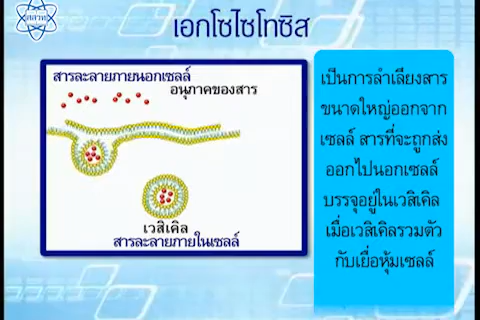 สสวท
เอกโซไซโทซิส
สารละลายภายนอกเซลล์
อนุภาคของสาร
เวสิเคิล
สารละลายภายในเซลล์
เป็นการลำเลียงสาร
ขนาดใหญ่ออกจาก
เซลล์ สารที่จะถูกส่ง
ออกไปนอกเซลล์
บรรจุอยู่ในเวสิเคิล
เมื่อเวสิเคิลรวมตัว
กับเยื่อหุ้มเซลล์